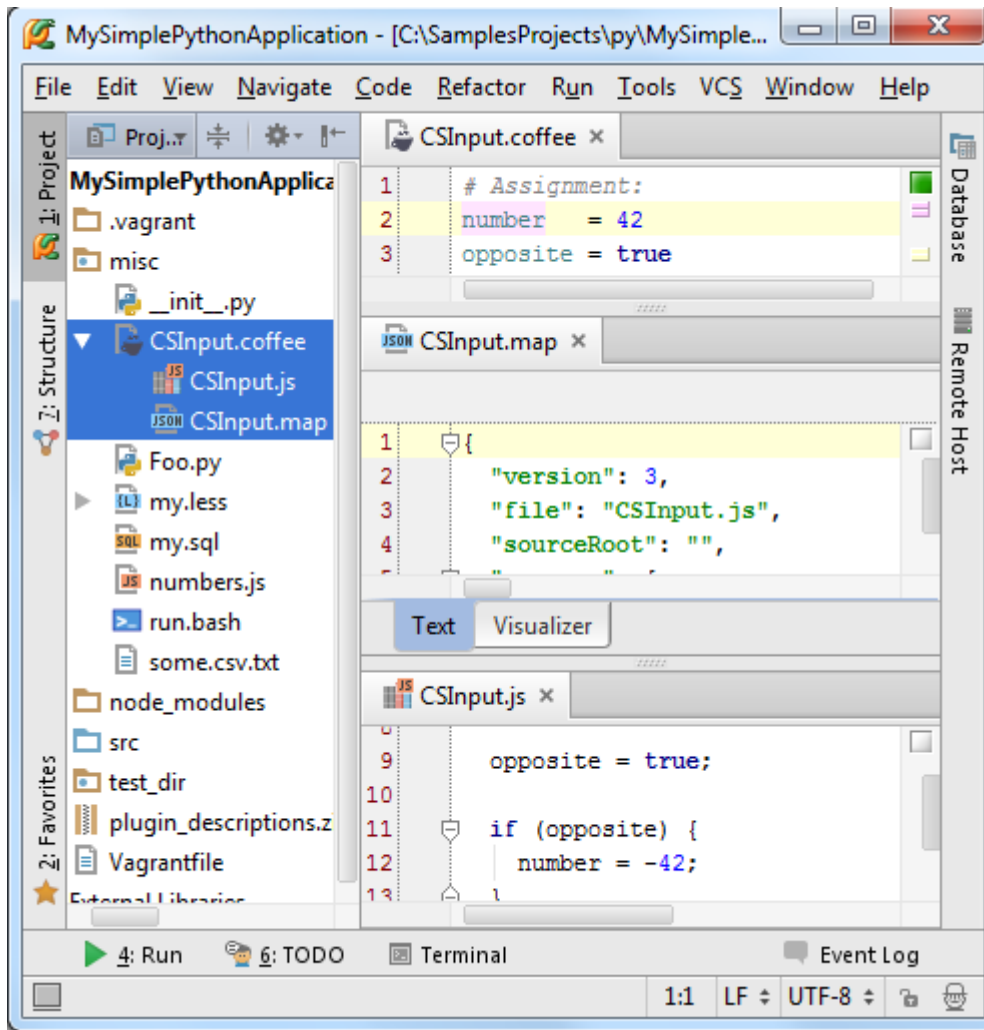 MySimplePythonApplication - [C:\SamplesProjects\py\MySimple...
File Edit View Navigate Code Refactor Run Tools VCS Window Help
1: Project
7: Structure
2: Favorites
Proj...
MySimplePythonApplica
.vagrant
misc
__init__.py
CSInput.coffee
CSInput.js
CSInput.map
Foo.py
my.less
my.sql
numbers.js
run.bash
some.csv.txt
node_modules
src
test_dir
plugin_descriptions.z
Vagrantfile
External Libraries
CSInput.coffee
1 # Assignment:
2 number = 42
3 opposite = true
CSInput.map
1 {
2 "version": 3,
3 "file": "CSInput.js",
4 "sourceRoot": "",
Text Visualizer
CSInput.js
8
9 opposite = true;
10
11 if (opposite) {
12 number = -42;
13 }
Database
Remote Host
4: Run 6: TODO Terminal Event Log
1:1 LF UTF-8